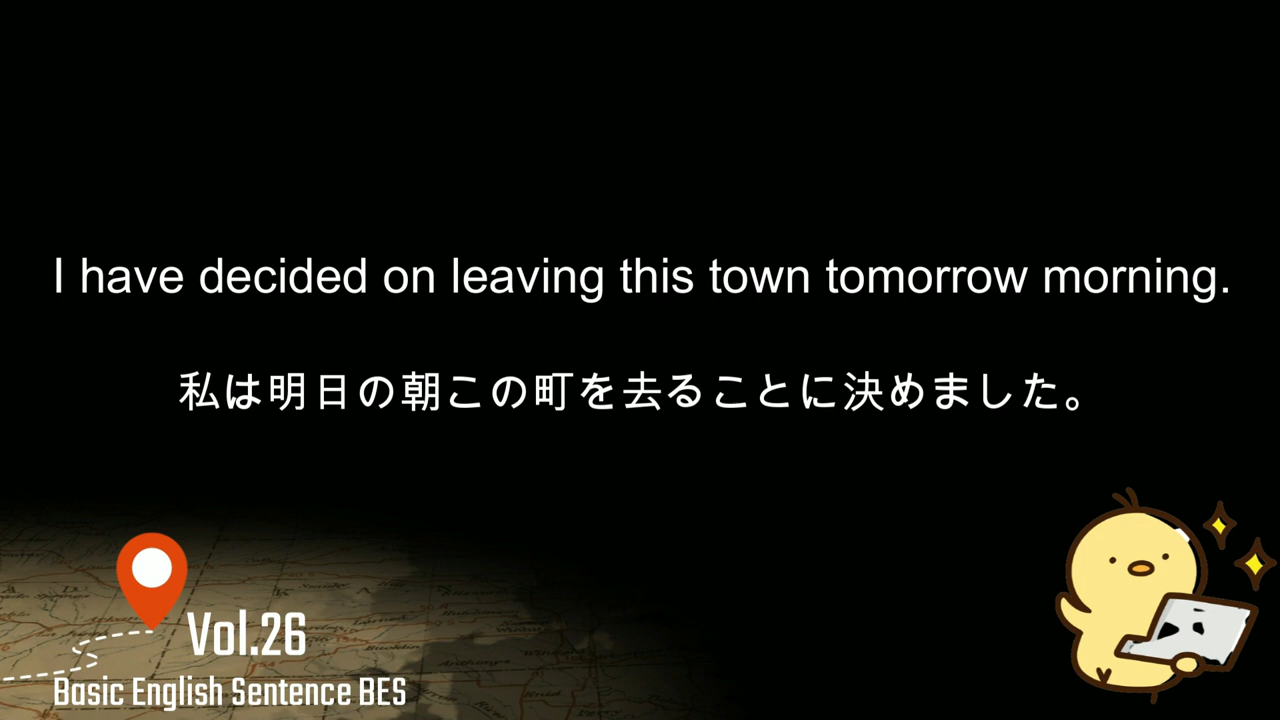 I have decided on leaving this town tomorrow morning.
私は明日の朝この町を去ることに決めました。
Vol.26
Basic English Sentence BES